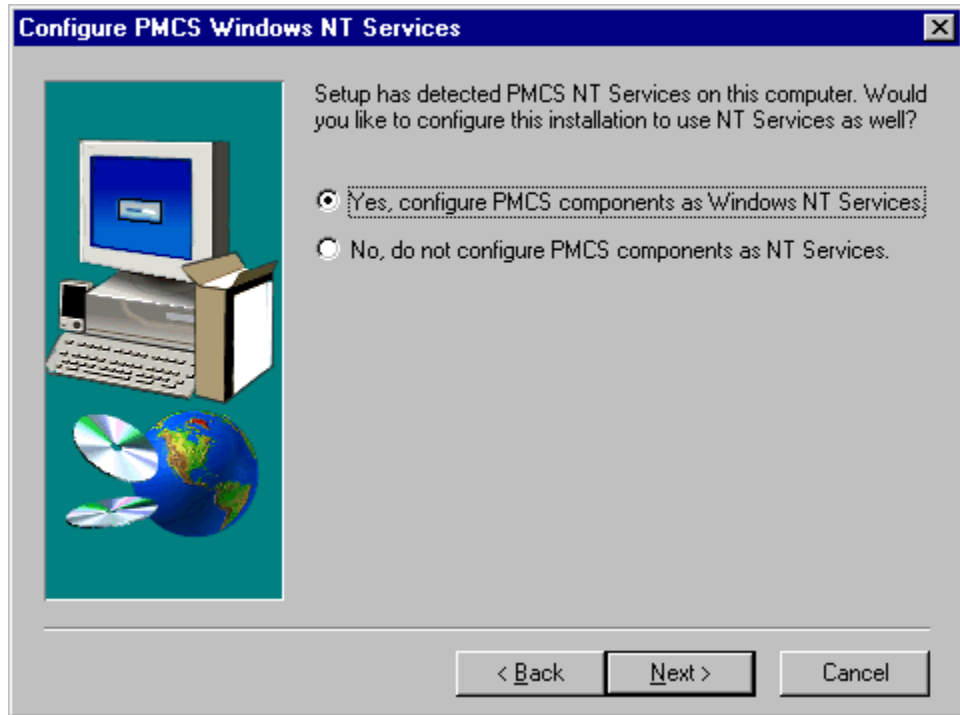 Configure PMCS Windows NT Services
Setup has detected PMCS NT Services on this computer. Would
you like to configure this installation to use NT Services as well?
Yes, configure PMCS components as Windows NT Services.
No, do not configure PMCS components as NT Services.
< Back
Next >
Cancel